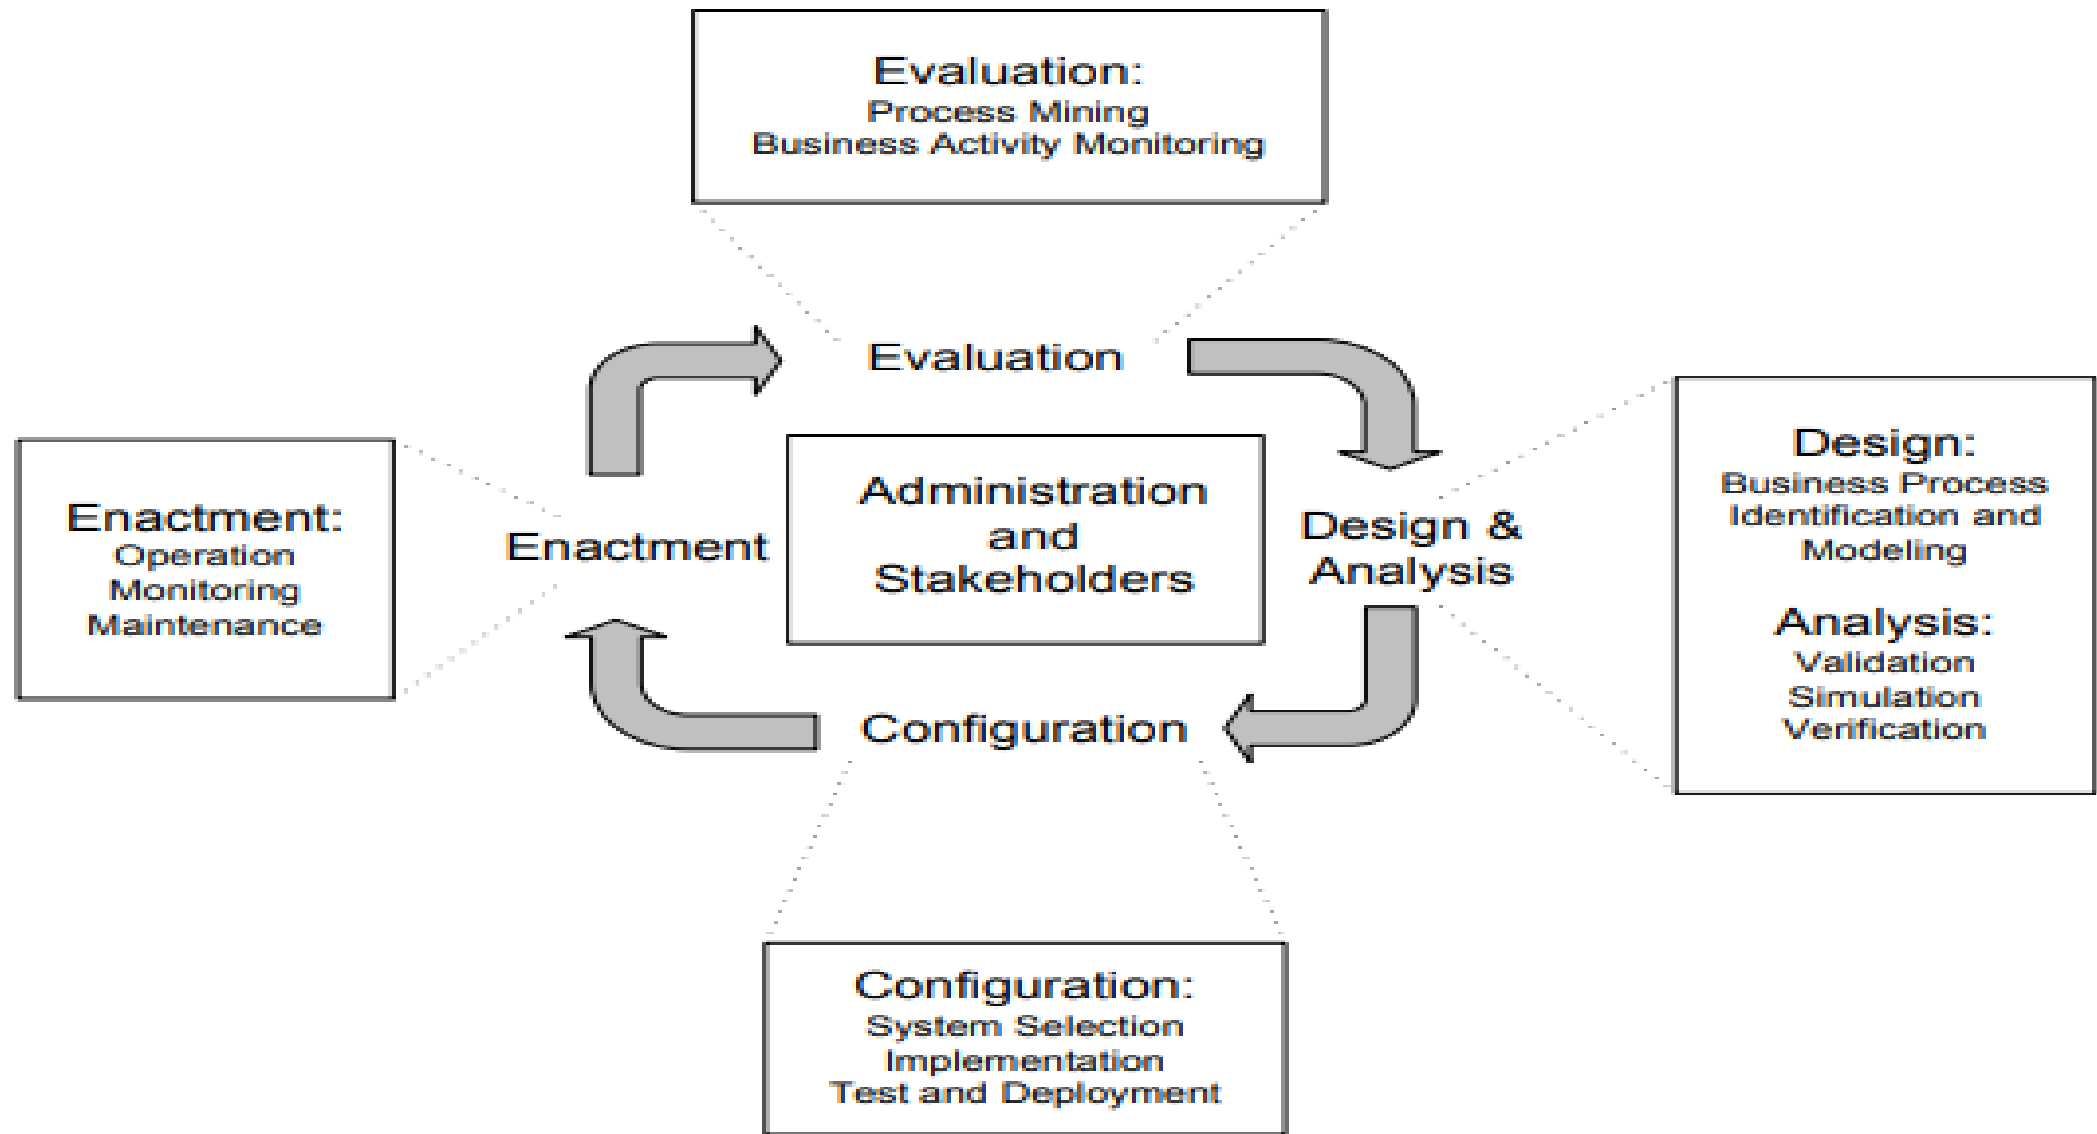 Evaluation:
Process Mining
Business Activity Monitoring
Evaluation
Enactment:
Operation
Monitoring
Maintenance
Enactment
Administration
and
Stakeholders
Design &
Analysis
Design:
Business Process
Identification and
Modeling
Analysis:
Validation
Simulation
Verification
Configuration
Configuration:
System Selection
Implementation
Test and Deployment